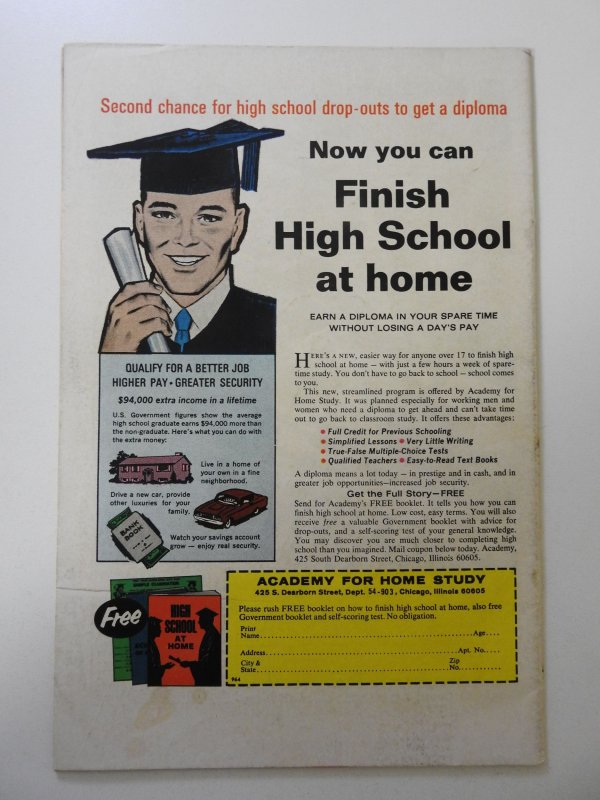 Second chance for high school drop-outs to get a diploma
Now you can
Finish
High School
at home
EARN A DIPLOMA IN YOUR SPARE TIME
WITHOUT LOSING A DAY'S PAY
QUALIFY FOR A BETTER JOB
HIGHER PAY • GREATER SECURITY
$94,000 extra income in a lifetime
U.S. Government figures show the average
high school graduate earns $94,000 more than
the non-graduate. Here's what you can do with
the extra money:
Live in a home of
your own in a fine
neighborhood.
Drive a new car, provide
other luxuries for your
family.
BANK
BOOK
Watch your savings account
grow — enjoy real security.
HERE'S A NEW, easier way for anyone over 17 to finish high
school at home — with just a few hours a week of spare-
time study. You don't have to go back to school — school comes
to you.
This new, streamlined program is offered by Academy for
Home Study. It was planned especially for working men and
women who need a diploma to get ahead and can't take time
out to go back to classroom study. It offers these advantages:
• Full Credit for Previous Schooling
• Simplified Lessons • Very Little Writing
• True-False Multiple-Choice Tests
• Qualified Teachers • Easy-to-Read Text Books
A diploma means a lot today — in prestige and in cash, and in
greater job opportunities—increased job security.
Get the Full Story—FREE
Send for Academy's FREE booklet. It tells you how you can
finish high school at home. Low cost, easy terms. You will also
receive free a valuable Government booklet with advice for
drop-outs, and a self-scoring test of your general knowledge.
You may discover you are much closer to completing high
school than you imagined. Mail coupon below today. Academy,
425 South Dearborn Street, Chicago, Illinois 60605.
Free
HIGH
SCHOOL
AT
HOME
ACADEMY FOR HOME STUDY
425 S. Dearborn Street, Dept. 54-903, Chicago, Illinois 60605
Please rush FREE booklet on how to finish high school at home, also free
Government booklet and self-scoring test. No obligation.
Print
Name Age
Address Apt. No.
City & Zip
State No.
964